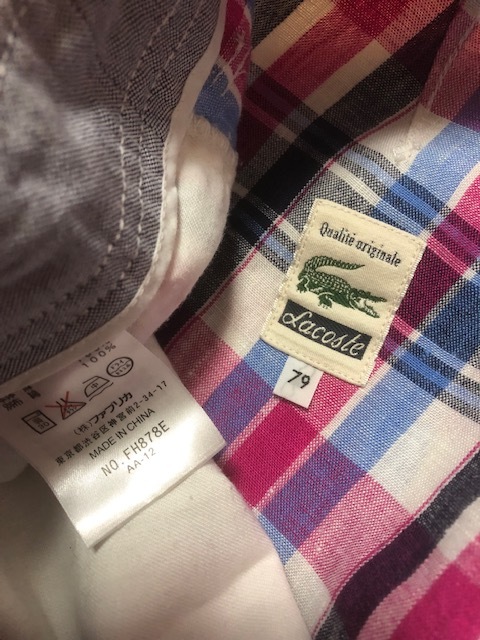 Qualité originale
Lacoste
79
100%
(株)ファブリカ
東京都渋谷区神宮前2-34-17
MADE IN CHINA
NO. FH878E
AA-12